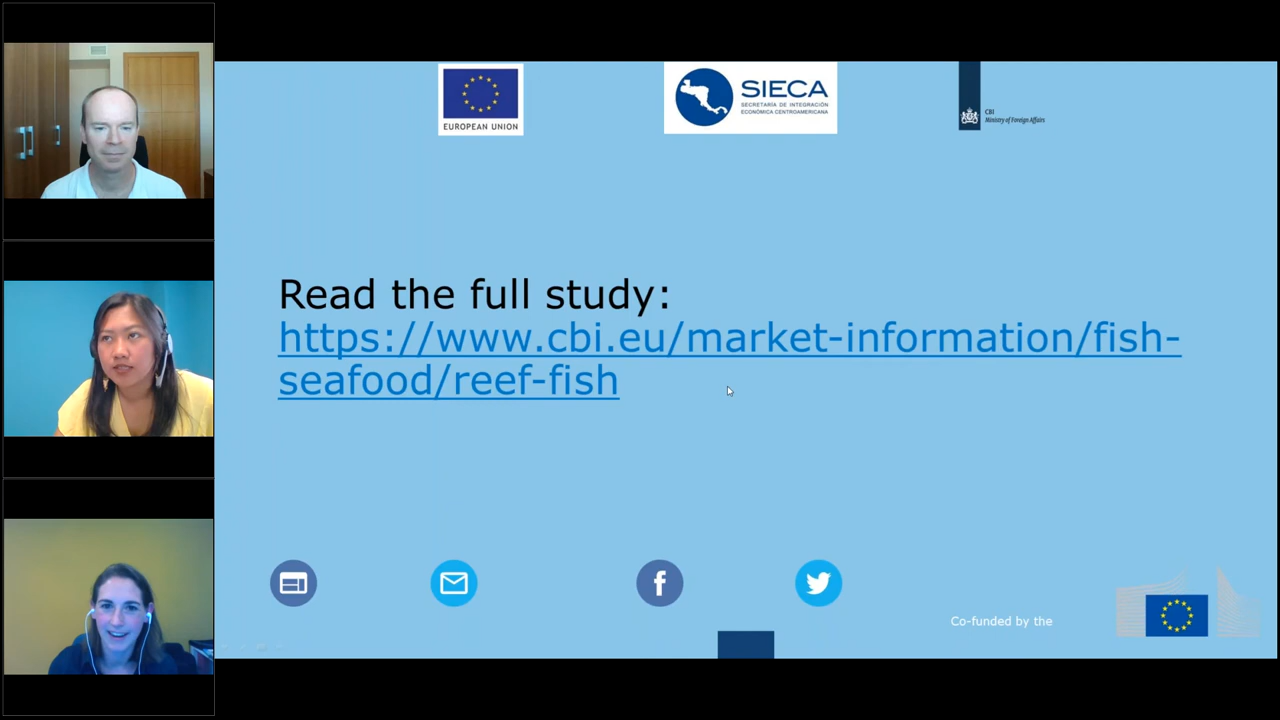 EUROPEAN UNION
SIECA
SECRETARÍA DE INTEGRACIÓN
ECONÓMICA CENTROAMERICANA
CBI
Ministry of Foreign Affairs
Read the full study:
https://www.cbi.eu/market-information/fish-
seafood/reef-fish
Co-funded by the